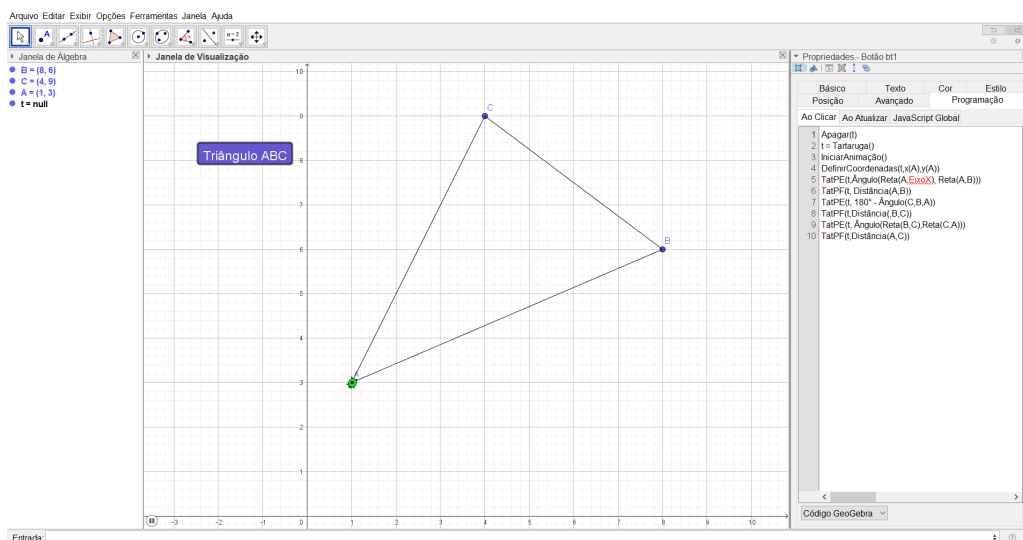 Arquivo Editar Exibir Opções Ferramentas Janela Ajuda
A
a=2
Janela de Álgebra
B = (8, 6)
C = (4, 9)
A = (1, 3)
t = null
Janela de Visualização
10
9
8
7
6
5
4
3
2
1
-3 -2 -1 0 1 2 3 4 5 6 7 8 9 10
Triângulo ABC
C
B
A
Propriedades - Botão bt1
Básico Texto Cor Estilo
Posição Avançado Programação
Ao Clicar Ao Atualizar JavaScript Global
1 Apagar(t)
2 t = Tartaruga()
3 IniciarAnimação()
4 DefinirCoordenadas(t,x(A),y(A))
5 TatPE(t,Ângulo(Reta(A,EixoX), Reta(A,B)))
6 TatPF(t, Distância(A,B))
7 TatPE(t, 180° - Ângulo(C,B,A))
8 TatPF(t,Distância(,B,C))
9 TatPE(t, Ângulo(Reta(B,C),Reta(C,A)))
10 TatPF(t,Distância(A,C))
Código GeoGebra
Entrada: